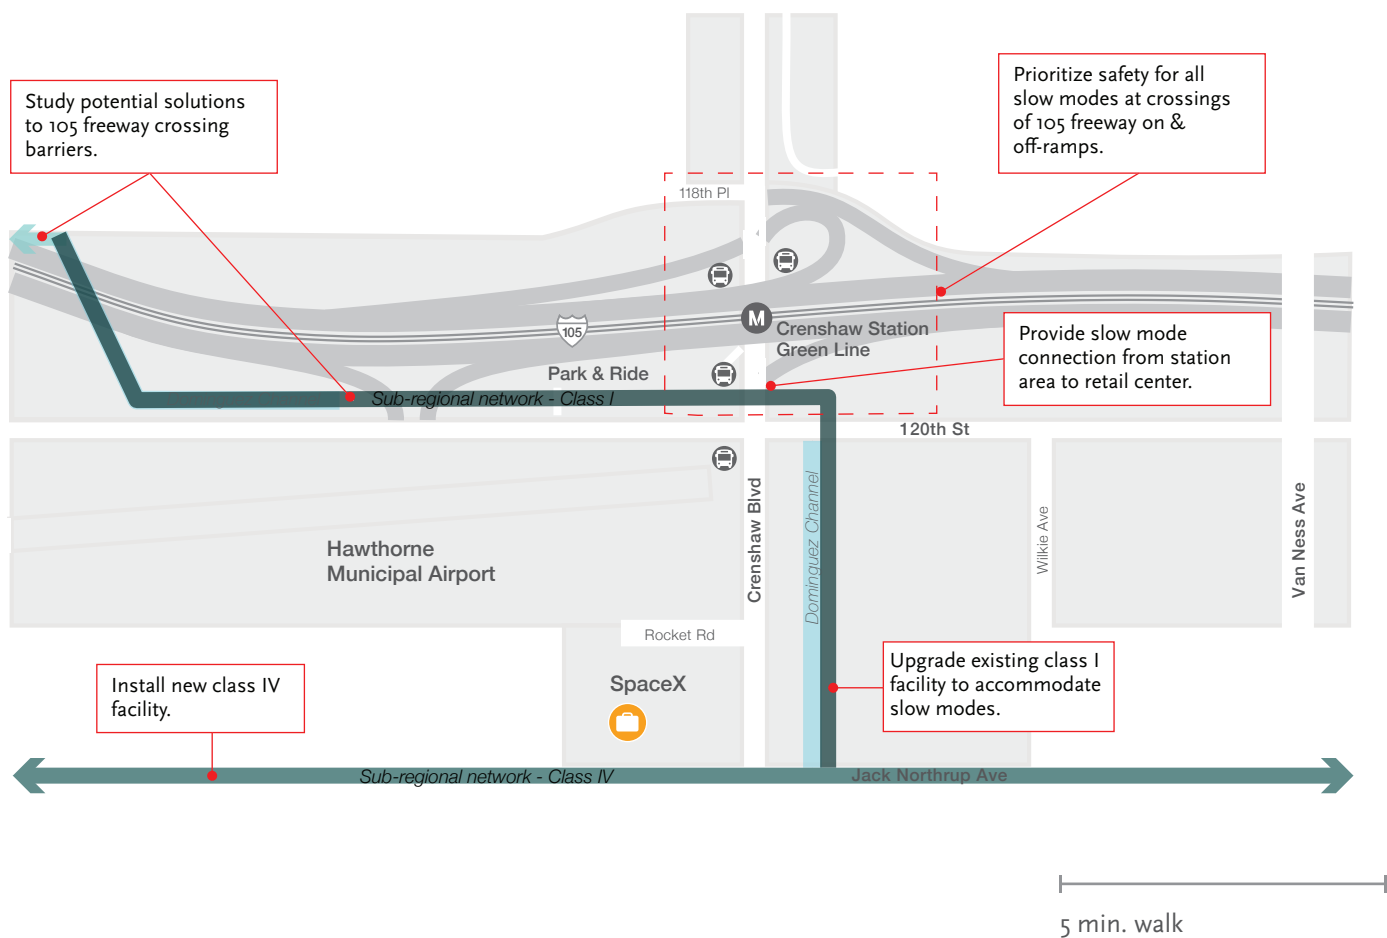 Study potential solutions
to 105 freeway crossing
barriers.
Prioritize safety for all
slow modes at crossings
of 105 freeway on &
off-ramps.
118th Pl
105
M
Crenshaw Station
Green Line
Provide slow mode
connection from station
area to retail center.
Park & Ride
Sub-regional network - Class I
120th St
Crenshaw Blvd
Dominquez Channel
Wilkie Ave
Van Ness Ave
Hawthorne
Municipal Airport
Rocket Rd
SpaceX
Upgrade existing class I
facility to accommodate
slow modes.
Install new class IV
facility.
Sub-regional network - Class IV
Jack Northrup Ave
5 min. walk